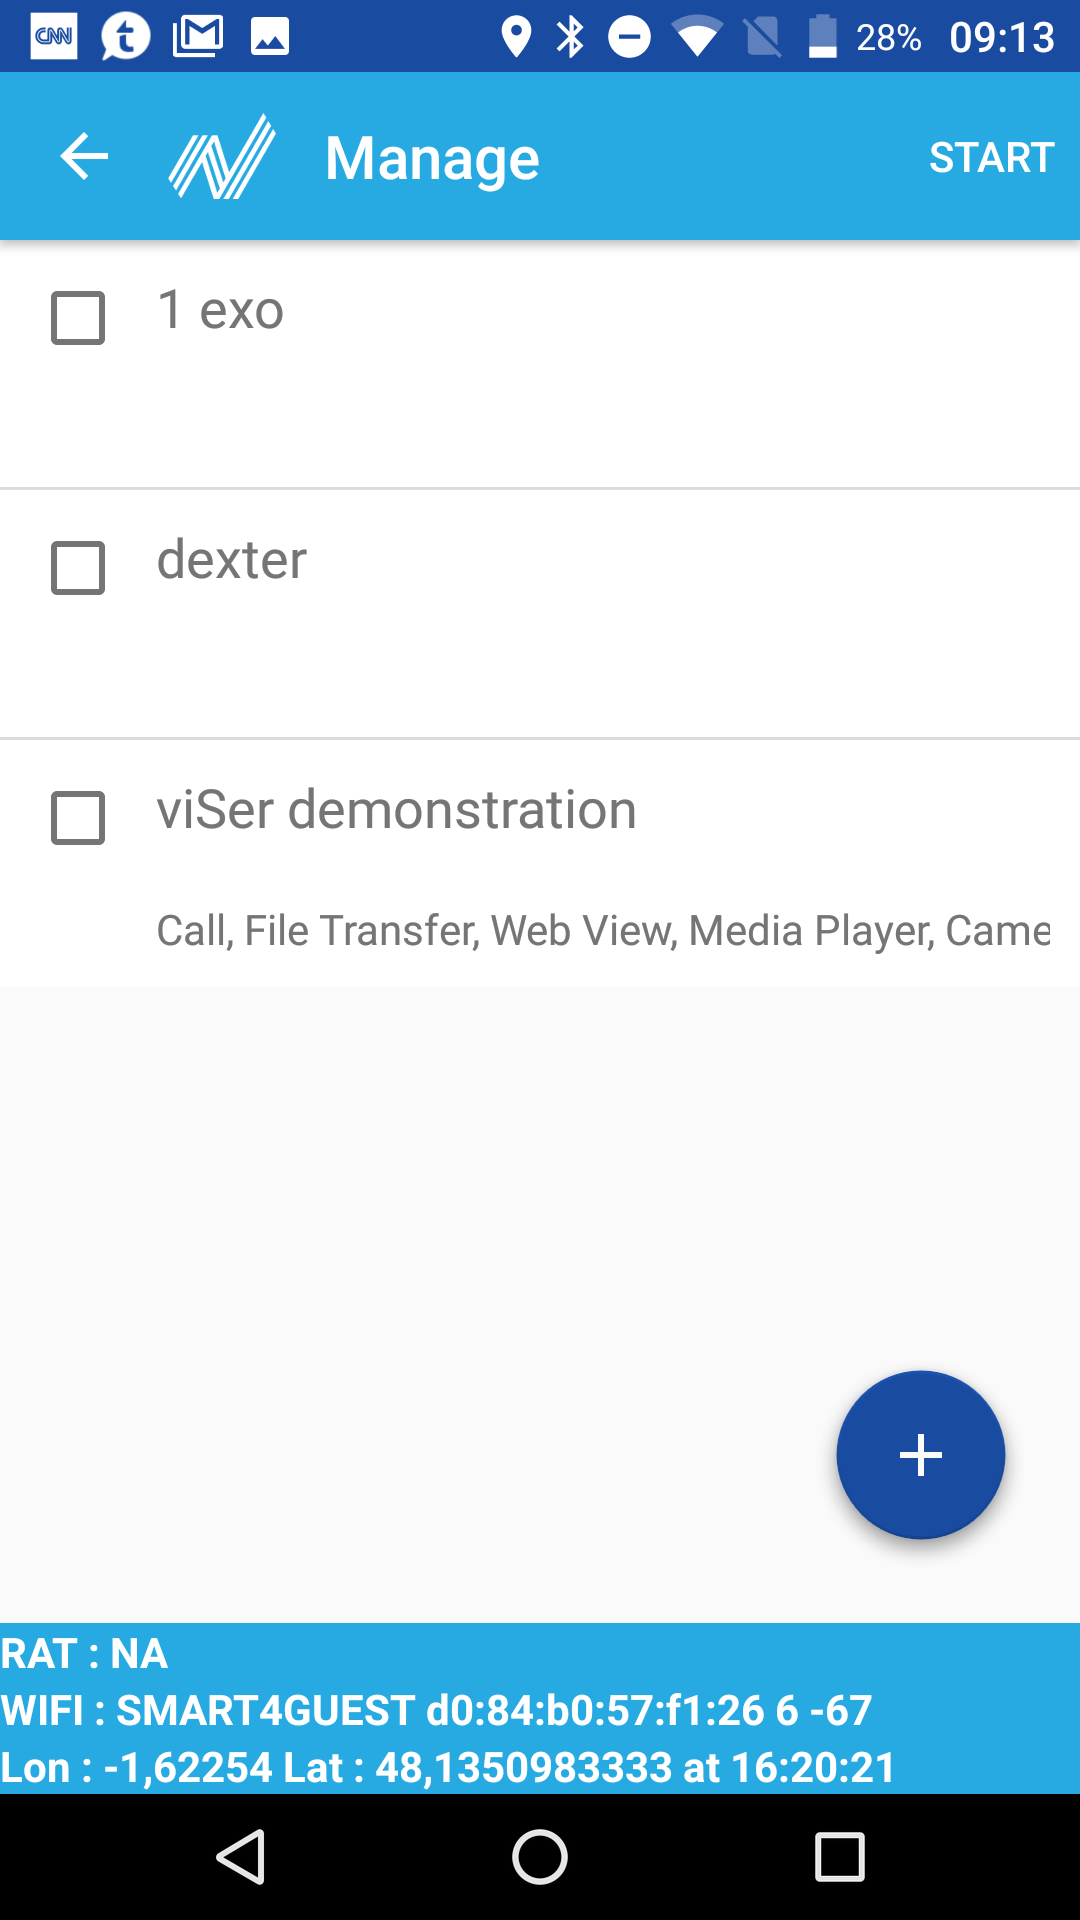 CNN
t
28%
09:13
Manage
START
1 exo
dexter
viSer demonstration
Call, File Transfer, Web View, Media Player, Came
RAT : NA
WIFI : SMART4GUEST d0:84:b0:57:f1:26 6 -67
Lon : -1,62254 Lat : 48,1350983333 at 16:20:21